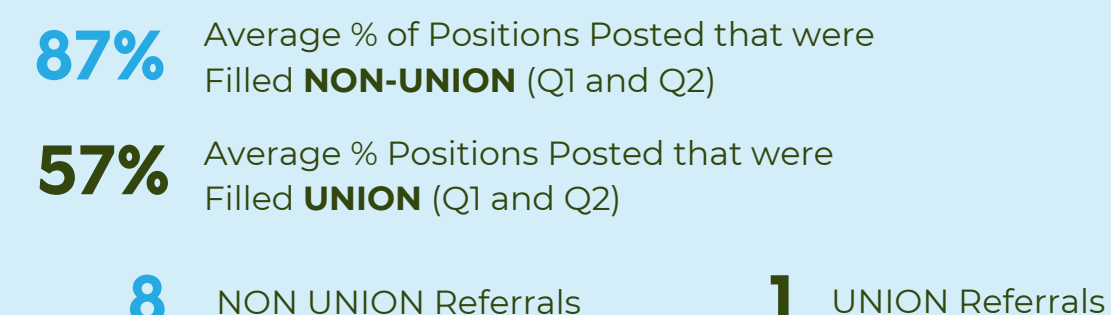 87% Average % of Positions Posted that were
Filled NON-UNION (Q1 and Q2)
57% Average % Positions Posted that were
Filled UNION (Q1 and Q2)
8 NON UNION Referrals 1 UNION Referrals